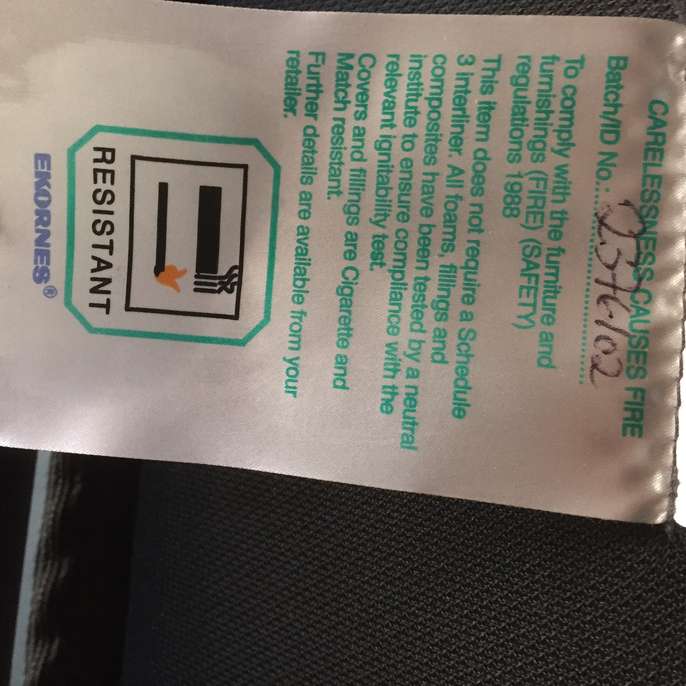 CARELESSNESS CAUSES FIRE
Batch/ID No.:
To comply with the furniture and
furnishings (FIRE) (SAFETY)
regulations 1988
This item does not require a Schedule
3 interliner. All foams, fillings and
composites have been tested by a neutral
institute to ensure compliance with the
relevant ignitability test.
Covers and fillings are Cigarette and
Match resistant.
Further details are available from your
retailer.
RESISTANT
EKORNES®